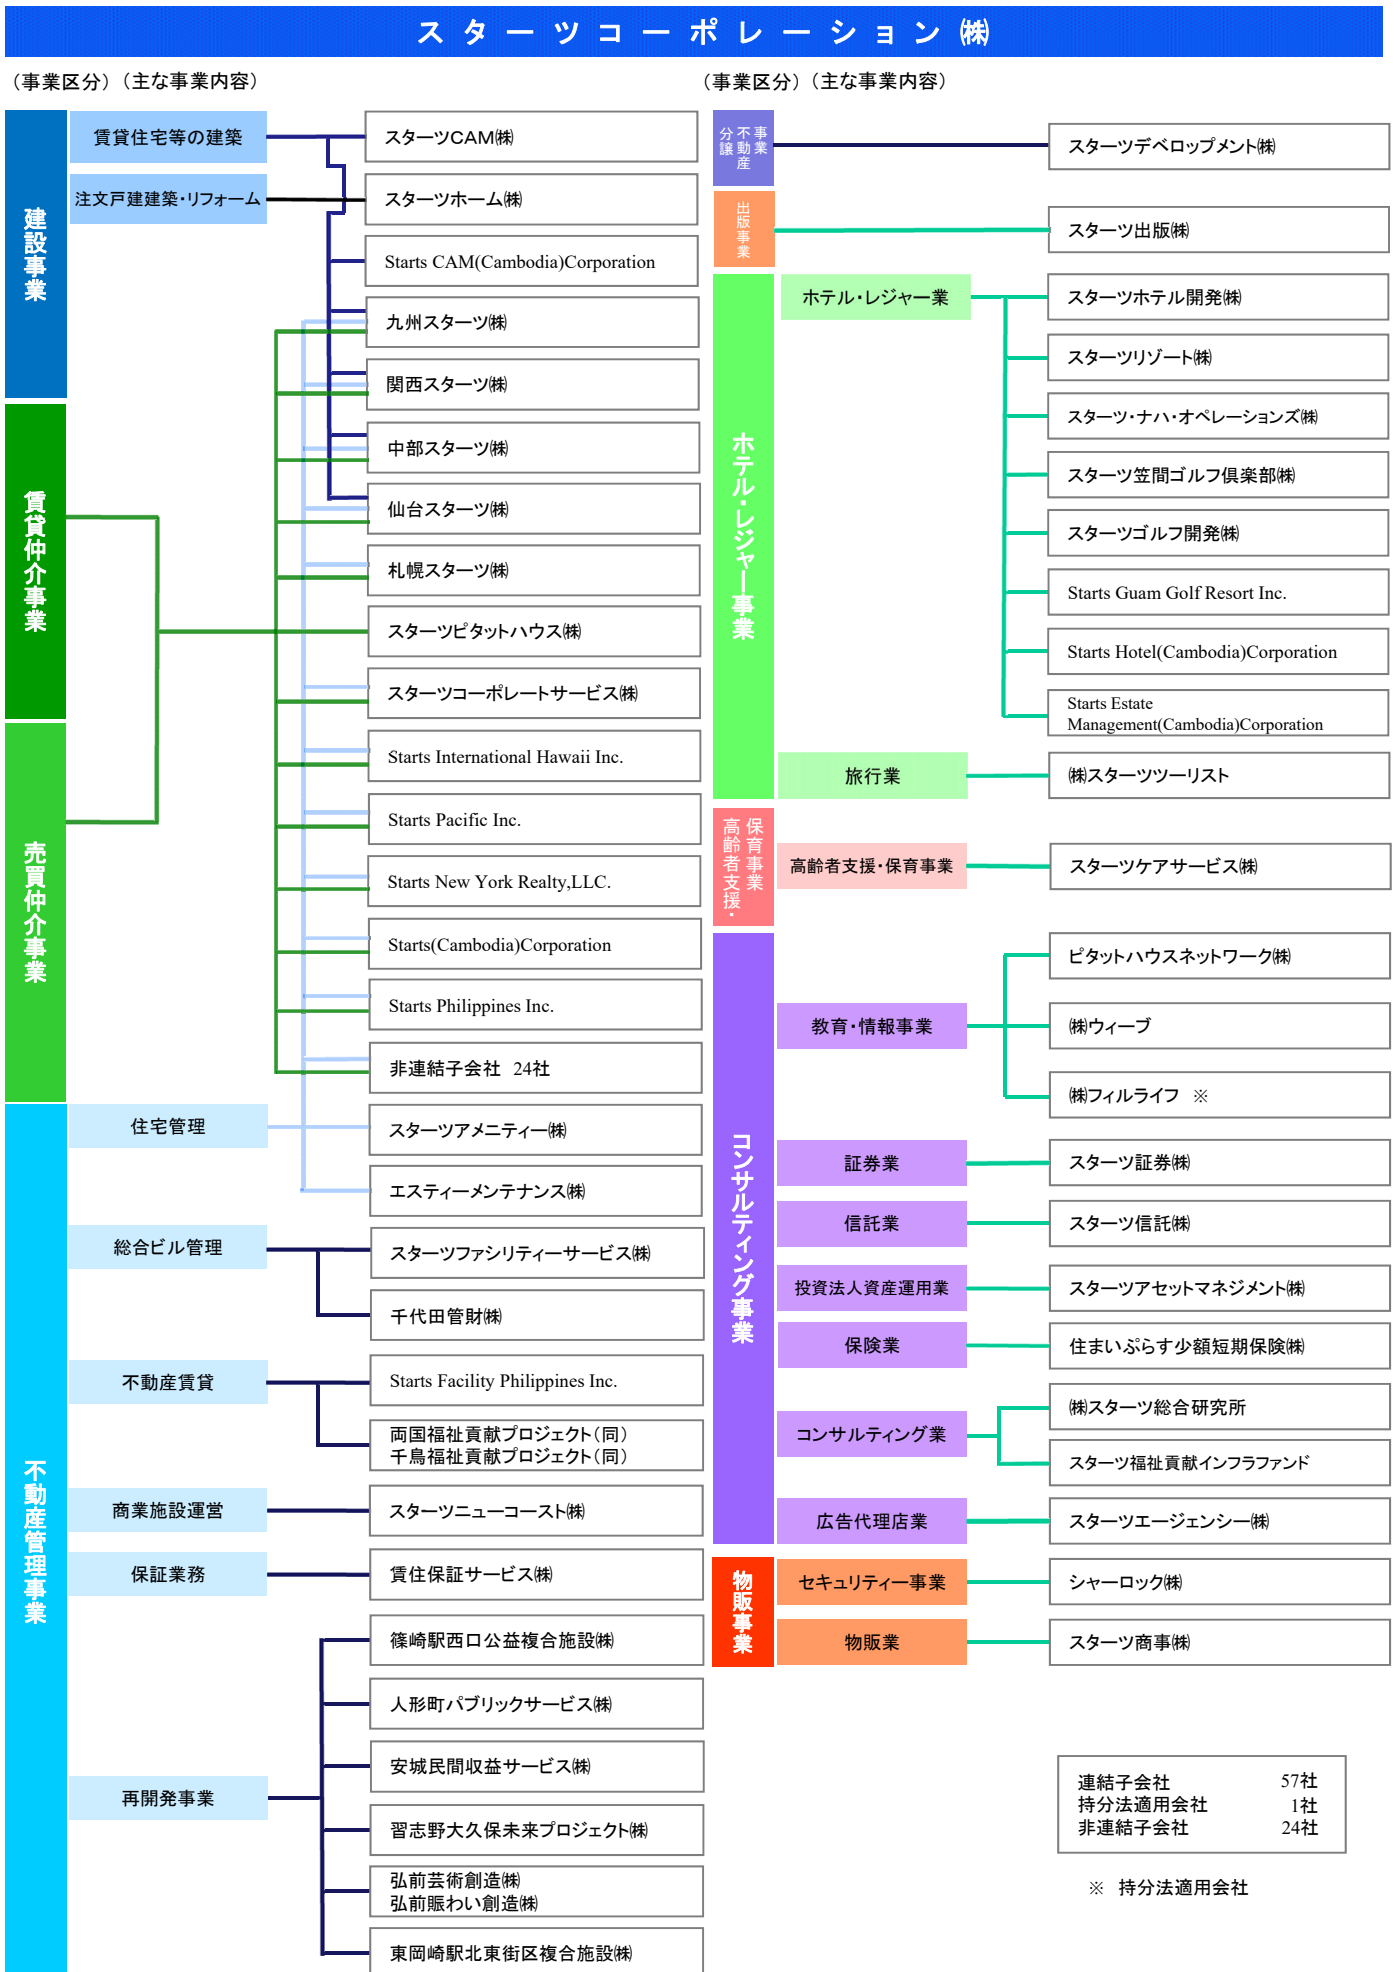 スターツコーポレーション㈱
（事業区分）（主な事業内容）
建設事業
賃貸住宅等の建築
スターツCAM㈱
注文戸建建築・リフォーム
スターツホーム㈱
Starts CAM(Cambodia)Corporation
九州スターツ㈱
関西スターツ㈱
中部スターツ㈱
仙台スターツ㈱
札幌スターツ㈱
賃貸仲介事業
スターツピタットハウス㈱
スターツコーポレートサービス㈱
売買仲介事業
Starts International Hawaii Inc.
Starts Pacific Inc.
Starts New York Realty,LLC.
Starts(Cambodia)Corporation
Starts Philippines Inc.
非連結子会社 24社
不動産管理事業
住宅管理
スターツアメニティー㈱
エスティーメンテナンス㈱
総合ビル管理
スターツファシリティーサービス㈱
千代田管財㈱
不動産賃貸
Starts Facility Philippines Inc.
両国福祉貢献プロジェクト（同）
千鳥福祉貢献プロジェクト（同）
商業施設運営
スターツニューコースト㈱
保証業務
賃住保証サービス㈱
再開発事業
篠崎駅西口公益複合施設㈱
人形町パブリックサービス㈱
安城民間収益サービス㈱
習志野大久保未来プロジェクト㈱
弘前芸術創造㈱
弘前賑わい創造㈱
東岡崎駅北東街区複合施設㈱
（事業区分）（主な事業内容）
分譲
不動産
事業
スターツデベロップメント㈱
出版事業
スターツ出版㈱
ホテル・レジャー事業
ホテル・レジャー業
スターツホテル開発㈱
スターツリゾート㈱
スターツ・ナハ・オペレーションズ㈱
スターツ笠間ゴルフ倶楽部㈱
スターツゴルフ開発㈱
Starts Guam Golf Resort Inc.
Starts Hotel(Cambodia)Corporation
Starts Estate
Management(Cambodia)Corporation
旅行業
㈱スターツツーリスト
高齢者支援・
保育事業
高齢者支援・保育事業
スターツケアサービス㈱
コンサルティング事業
教育・情報事業
ピタットハウスネットワーク㈱
㈱ウィーブ
㈱フィルライフ ※
証券業
スターツ証券㈱
信託業
スターツ信託㈱
投資法人資産運用業
スターツアセットマネジメント㈱
保険業
住まいぷらす少額短期保険㈱
コンサルティング業
㈱スターツ総合研究所
スターツ福祉貢献インフラファンド
広告代理店業
スターツエージェンシー㈱
物販事業
セキュリティー事業
シャーロック㈱
物販業
スターツ商事㈱
連結子会社 57社
持分法適用会社 1社
非連結子会社 24社
※ 持分法適用会社